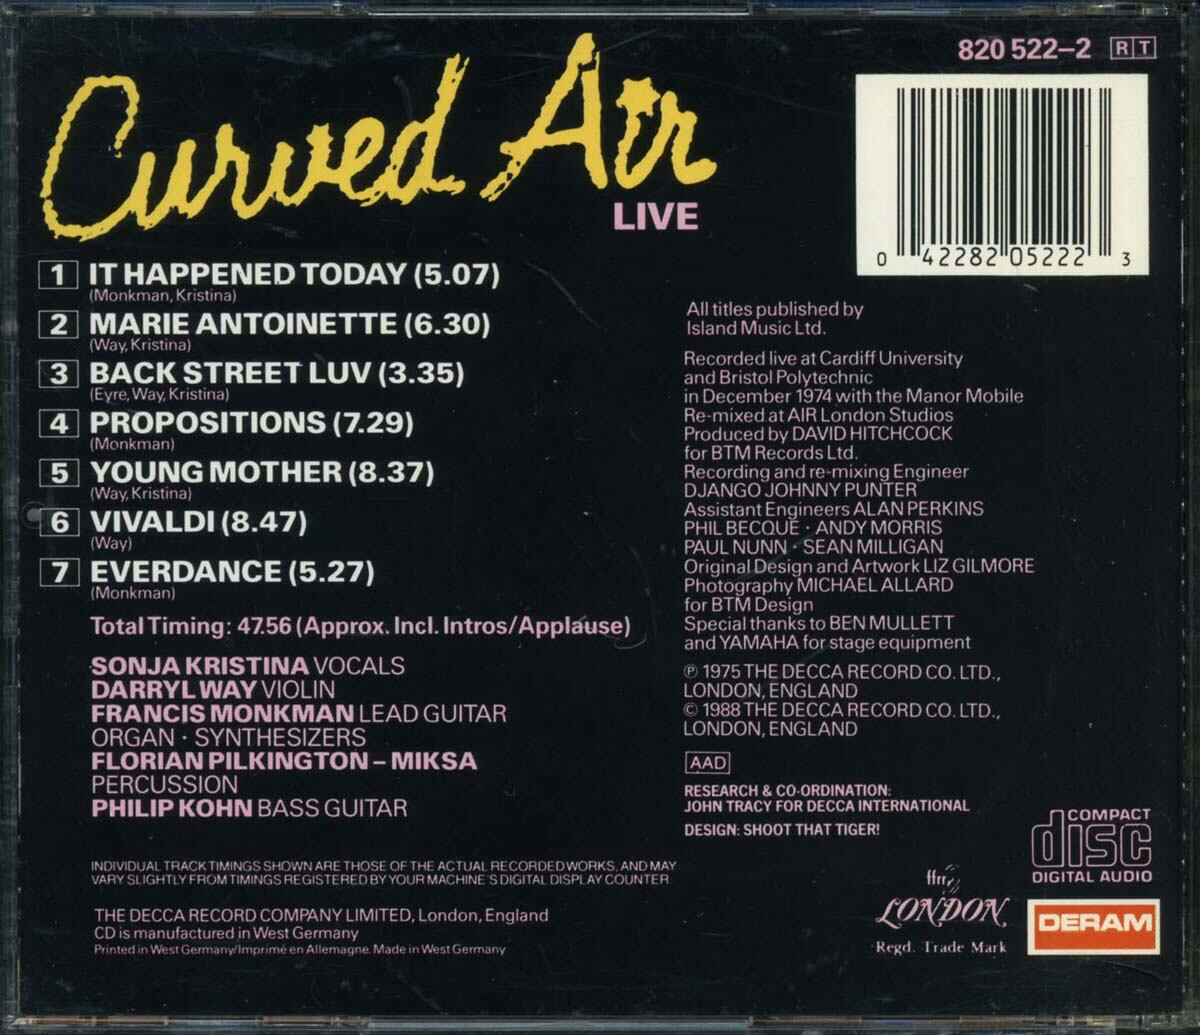 820 522-2 RT
Curved Air
LIVE
0 42282 05222 3
1 IT HAPPENED TODAY (5.07)
(Monkman, Kristina)
2 MARIE ANTOINETTE (6.30)
(Way, Kristina)
3 BACK STREET LUV (3.35)
(Eyre, Way, Kristina)
4 PROPOSITIONS (7.29)
(Monkman)
5 YOUNG MOTHER (8.37)
(Way, Kristina)
6 VIVALDI (8.47)
(Way)
7 EVERDANCE (5.27)
(Monkman)
Total Timing: 47.56 (Approx. Incl. Intros/Applause)
SONJA KRISTINA VOCALS
DARRYL WAY VIOLIN
FRANCIS MONKMAN LEAD GUITAR
ORGAN · SYNTHESIZERS
FLORIAN PILKINGTON – MIKSA
PERCUSSION
PHILIP KOHN BASS GUITAR
All titles published by
Island Music Ltd.
Recorded live at Cardiff University
and Bristol Polytechnic
in December 1974 with the Manor Mobile
Re-mixed at AIR London Studios
Produced by DAVID HITCHCOCK
for BTM Records Ltd.
Recording and re-mixing Engineer
DJANGO JOHNNY PUNTER
Assistant Engineers ALAN PERKINS
PHIL BECQUE · ANDY MORRIS
PAUL NUNN · SEAN MILLIGAN
Original Design and Artwork LIZ GILMORE
Photography MICHAEL ALLARD
for BTM Design
Special thanks to BEN MULLETT
and YAMAHA for stage equipment
℗ 1975 THE DECCA RECORD CO. LTD.,
LONDON, ENGLAND
© 1988 THE DECCA RECORD CO. LTD.,
LONDON, ENGLAND
AAD
RESEARCH & CO-ORDINATION:
JOHN TRACY FOR DECCA INTERNATIONAL
DESIGN: SHOOT THAT TIGER!
INDIVIDUAL TRACK TIMINGS SHOWN ARE THOSE OF THE ACTUAL RECORDED WORKS, AND MAY
VARY SLIGHTLY FROM TIMINGS REGISTERED BY YOUR MACHINE'S DIGITAL DISPLAY COUNTER
THE DECCA RECORD COMPANY LIMITED, London, England
CD is manufactured in West Germany
Printed in West Germany/Imprimé en Allemagne. Made in West Germany
ffrr
LONDON
Regd. Trade Mark
COMPACT
disc
DIGITAL AUDIO
DERAM